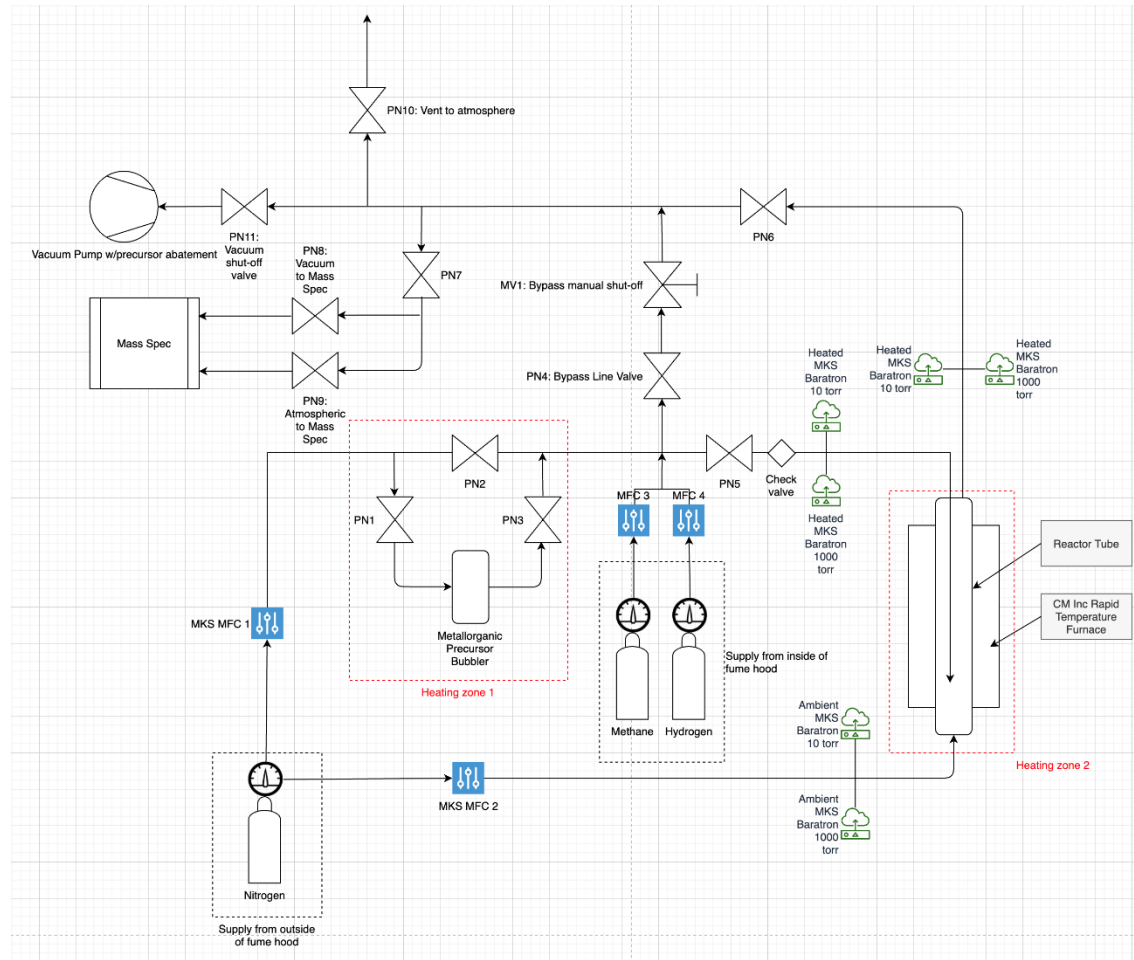 PN10: Vent to atmosphere
Vacuum Pump w/precursor abatement
PN11:
Vacuum
shut-off
valve
PN6
PN8:
Vacuum
to Mass
Spec
PN7
MV1: Bypass manual shut-off
Mass Spec
PN9:
Atmospheric
to Mass
Spec
PN4: Bypass Line Valve
Heated
MKS
Baratron
10 torr
Heated
MKS
Baratron
10 torr
Heated
MKS
Baratron
1000
torr
PN2
PN5
Check
valve
PN1
PN3
MFC 3
MFC 4
Heated
MKS
Baratron
1000
torr
Reactor Tube
CM Inc Rapid
Temperature
Furnace
MKS MFC 1
Metallorganic
Precursor
Bubbler
Heating zone 1
Supply from inside of
fume hood
Methane
Hydrogen
Ambient
MKS
Baratron
10 torr
Heating zone 2
MKS MFC 2
Ambient
MKS
Baratron
1000
torr
Nitrogen
Supply from outside
of fume hood